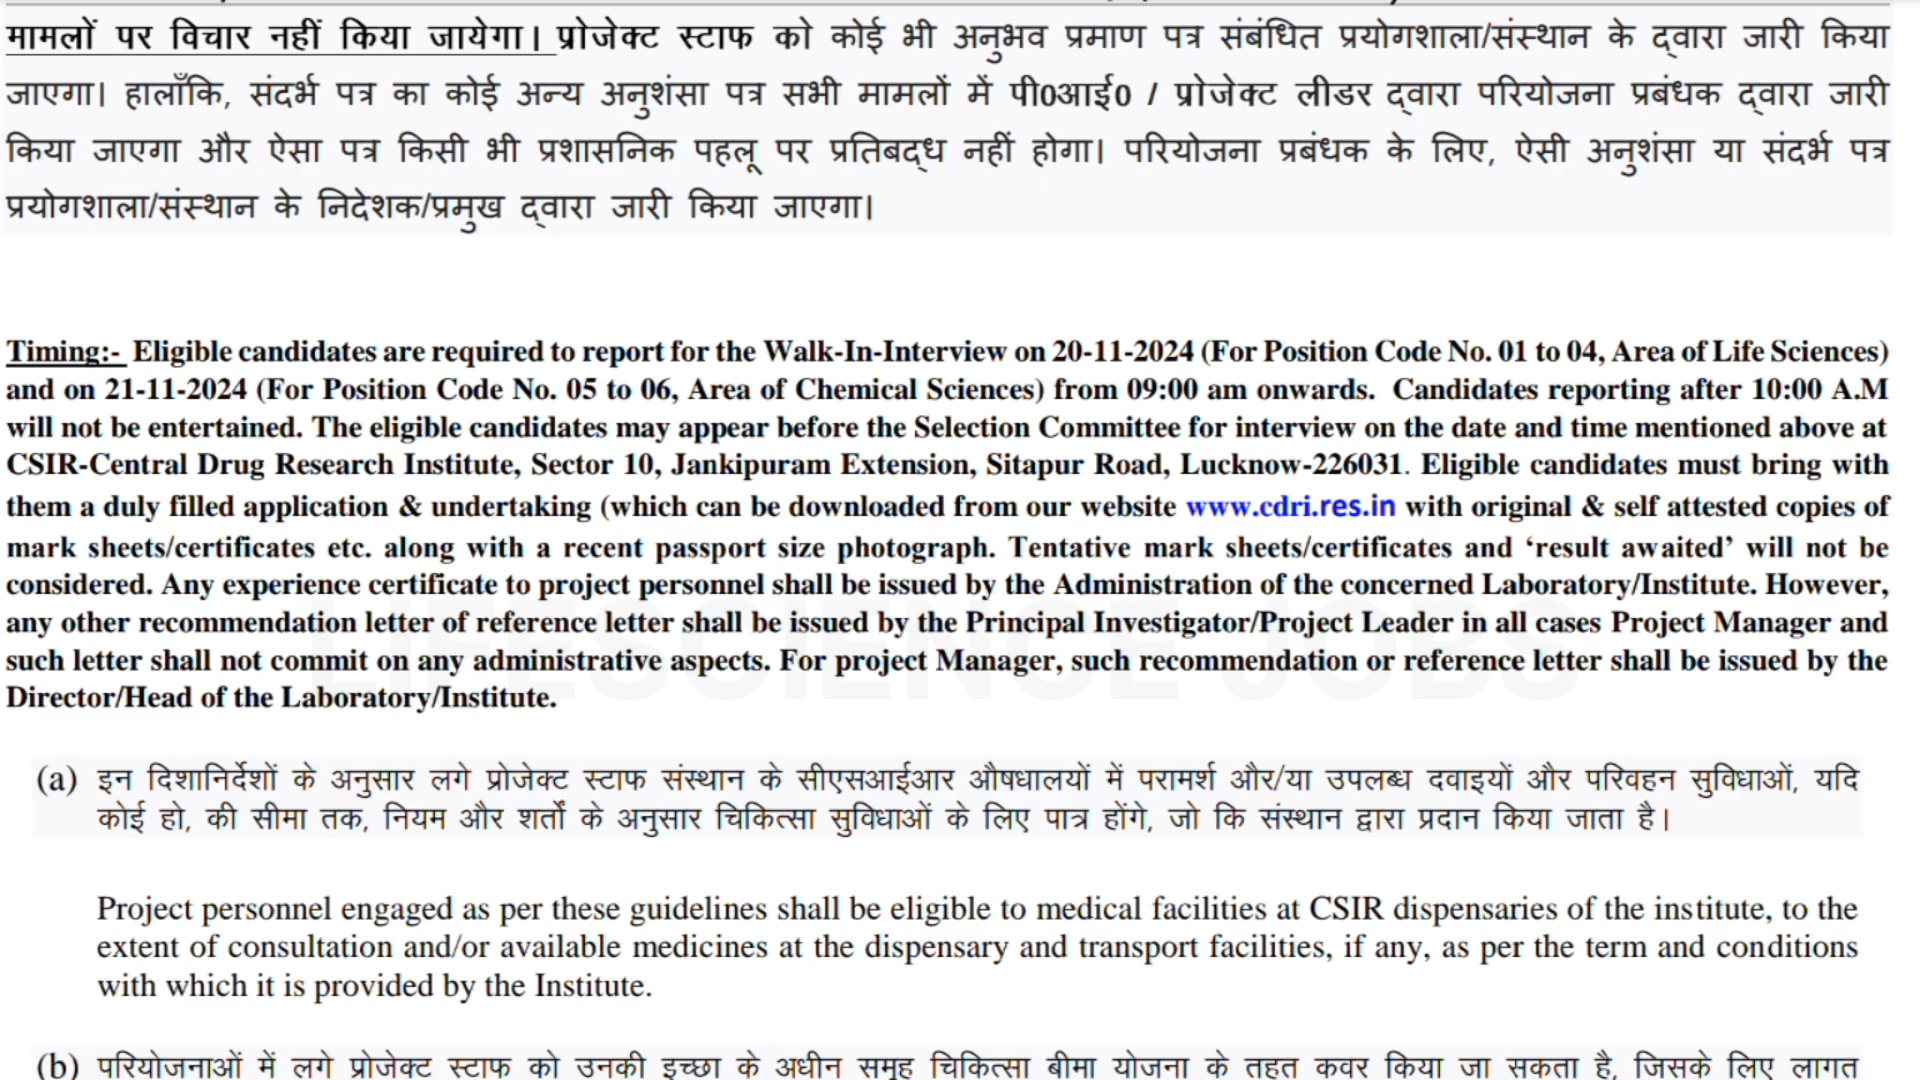 मामलों पर विचार नहीं किया जायेगा। प्रोजेक्ट स्टाफ को कोई भी अनुभव प्रमाण पत्र संबंधित प्रयोगशाला/संस्थान के द्वारा जारी किया
जाएगा। हालाँकि, संदर्भ पत्र का कोई अन्य अनुशंसा पत्र सभी मामलों में पी0आई0 / प्रोजेक्ट लीडर द्वारा परियोजना प्रबंधक द्वारा जारी
किया जाएगा और ऐसा पत्र किसी भी प्रशासनिक पहलू पर प्रतिबद्ध नहीं होगा। परियोजना प्रबंधक के लिए, ऐसी अनुशंसा या संदर्भ पत्र
प्रयोगशाला/संस्थान के निदेशक/प्रमुख द्वारा जारी किया जाएगा।
Timing:- Eligible candidates are required to report for the Walk-In-Interview on 20-11-2024 (For Position Code No. 01 to 04, Area of Life Sciences)
and on 21-11-2024 (For Position Code No. 05 to 06, Area of Chemical Sciences) from 09:00 am onwards. Candidates reporting after 10:00 A.M
will not be entertained. The eligible candidates may appear before the Selection Committee for interview on the date and time mentioned above at
CSIR-Central Drug Research Institute, Sector 10, Jankipuram Extension, Sitapur Road, Lucknow-226031. Eligible candidates must bring with
them a duly filled application & undertaking (which can be downloaded from our website www.cdri.res.in with original & self attested copies of
mark sheets/certificates etc. along with a recent passport size photograph. Tentative mark sheets/certificates and ‘result awaited’ will not be
considered. Any experience certificate to project personnel shall be issued by the Administration of the concerned Laboratory/Institute. However,
any other recommendation letter of reference letter shall be issued by the Principal Investigator/Project Leader in all cases Project Manager and
such letter shall not commit on any administrative aspects. For project Manager, such recommendation or reference letter shall be issued by the
Director/Head of the Laboratory/Institute.
LIFESCIENCE JOBS
(a) इन दिशानिर्देशों के अनुसार लगे प्रोजेक्ट स्टाफ संस्थान के सीएसआईआर औषधालयों में परामर्श और/या उपलब्ध दवाइयों और परिवहन सुविधाओं, यदि
कोई हो, की सीमा तक, नियम और शर्तों के अनुसार चिकित्सा सुविधाओं के लिए पात्र होंगे, जो कि संस्थान द्वारा प्रदान किया जाता है।
Project personnel engaged as per these guidelines shall be eligible to medical facilities at CSIR dispensaries of the institute, to the
extent of consultation and/or available medicines at the dispensary and transport facilities, if any, as per the term and conditions
with which it is provided by the Institute.
(b) परियोजनाओं में लगे प्रोजेक्ट स्टाफ को उनकी इच्छा के अधीन समूह चिकित्सा बीमा योजना के तहत कवर किया जा सकता है, जिसके लिए लागत